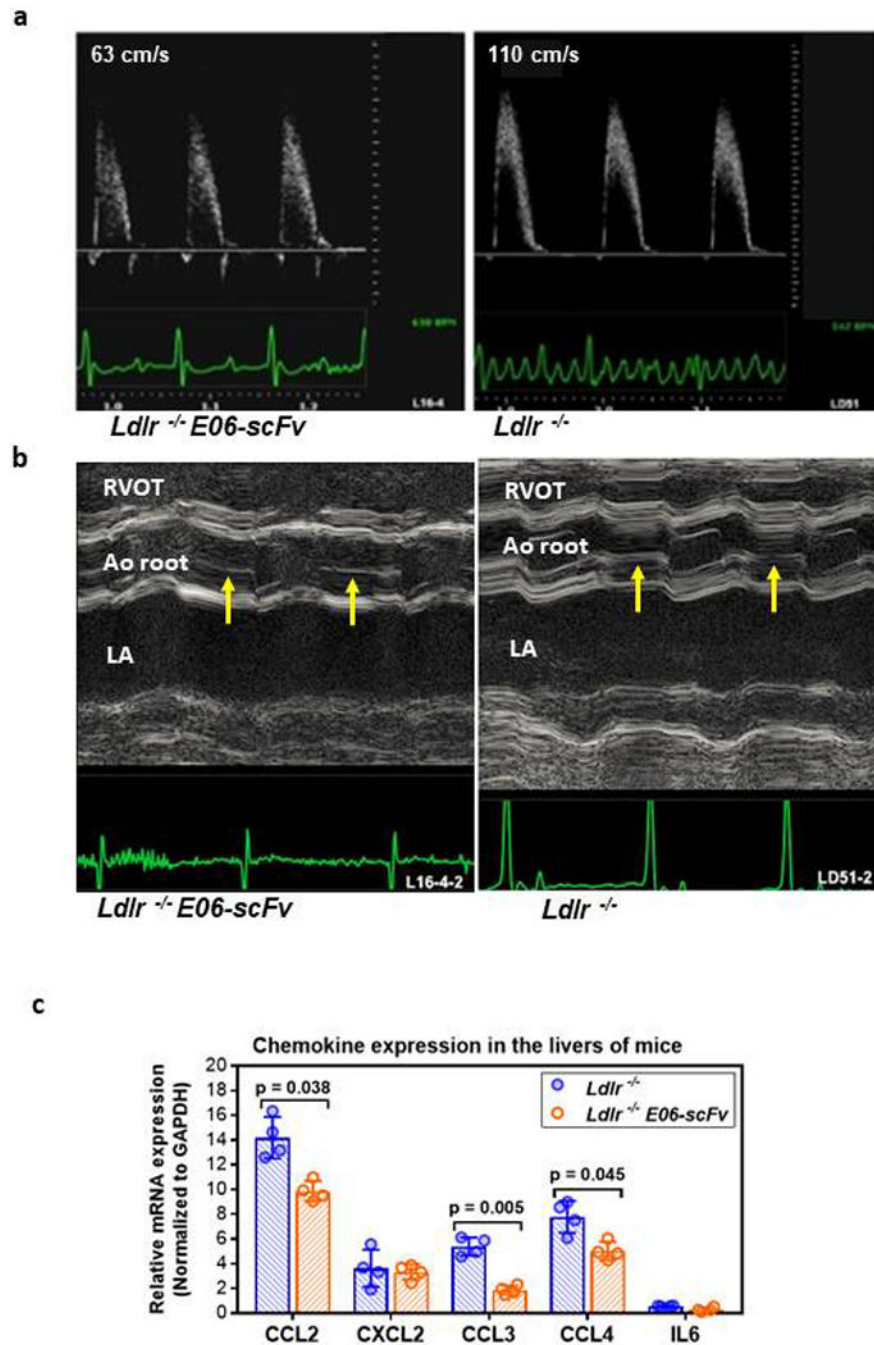 a
63 cm/s
110 cm/s
L16-4
LD51
Ldlr -/- E06-scFv
Ldlr -/-
b
RVOT
RVOT
Ao root
Ao root
LA
LA
L16-4-2
LD51-2
Ldlr -/- E06-scFv
Ldlr -/-
c
Chemokine expression in the livers of mice
Relative mRNA expression
(Normalized to GAPDH)
20
18
16
14
12
10
8
6
4
2
0
p = 0.038
p = 0.005
p = 0.045
Ldlr -/-
Ldlr -/- E06-scFv
CCL2
CXCL2
CCL3
CCL4
IL6